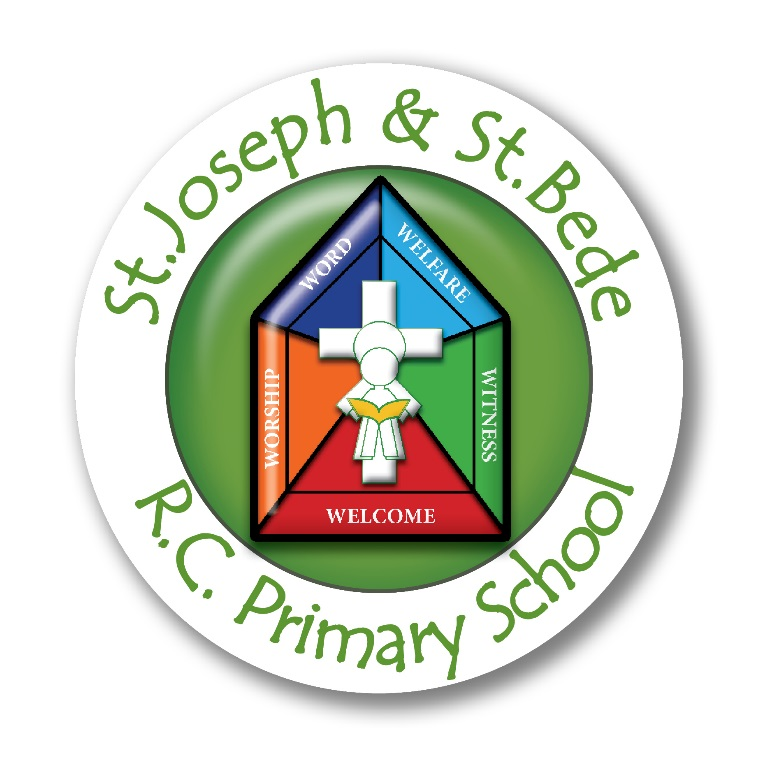 St.Joseph & St.Bede
WORD
WELFARE
WORSHIP
WITNESS
WELCOME
R.C. Primary School